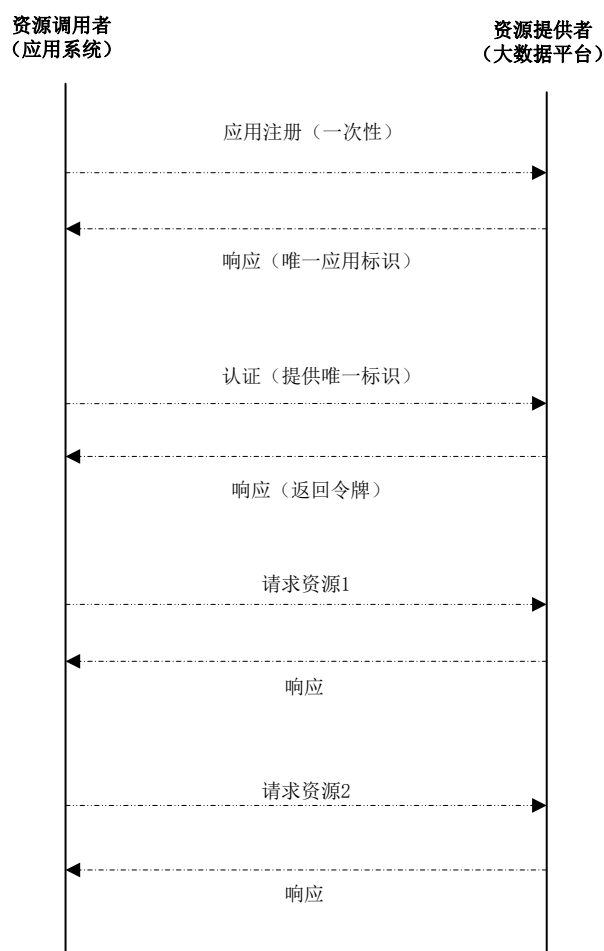 资源调用者
（应用系统）
资源提供者
（大数据平台）
应用注册（一次性）
响应（唯一应用标识）
认证（提供唯一标识）
响应（返回令牌）
请求资源1
响应
请求资源2
响应